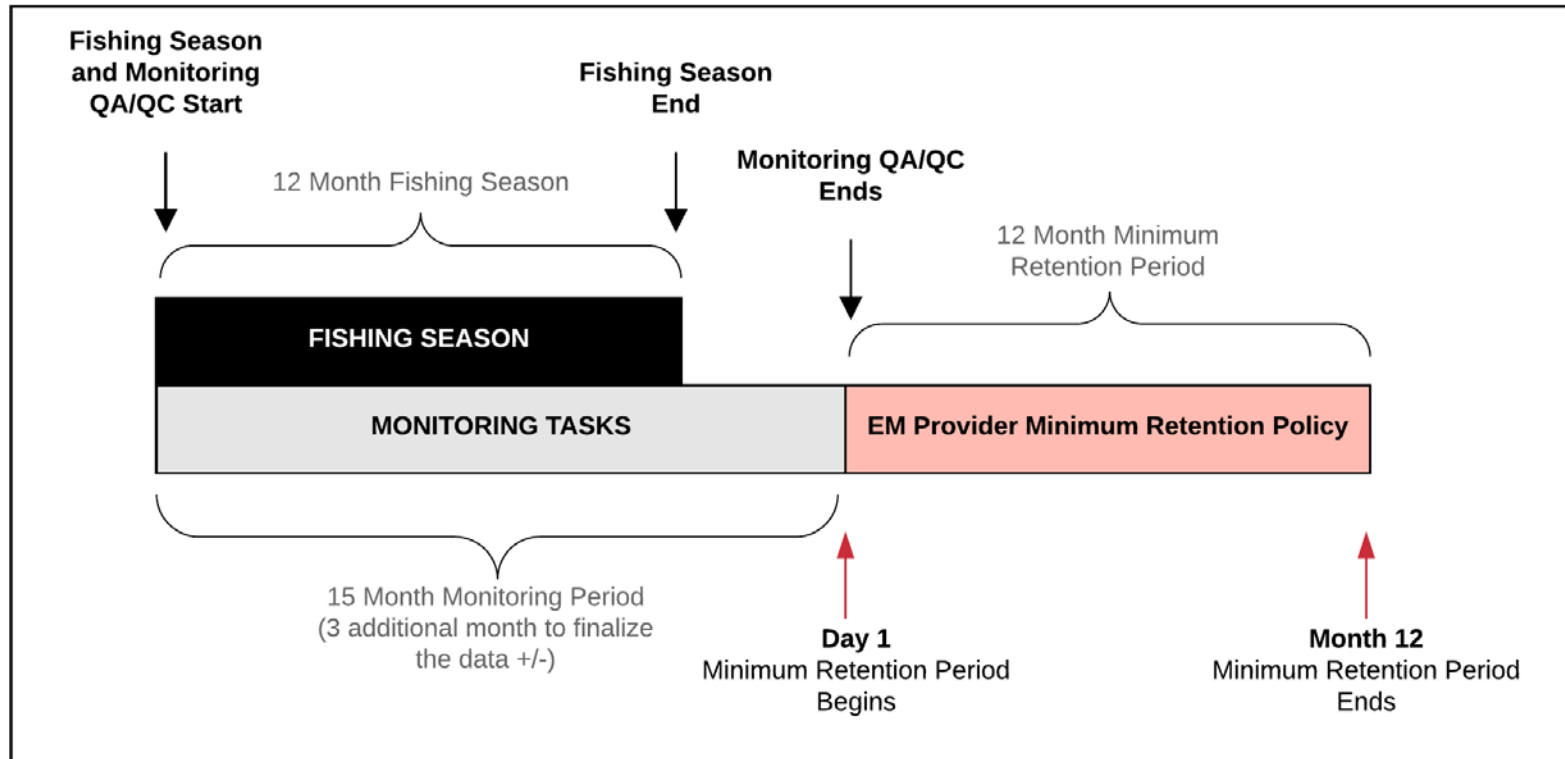 Fishing Season
and Monitoring
QA/QC Start
Fishing Season
End
Monitoring QA/QC
Ends
12 Month Fishing Season
12 Month Minimum
Retention Period
FISHING SEASON
MONITORING TASKS
EM Provider Minimum Retention Policy
15 Month Monitoring Period
(3 additional month to finalize
the data +/-)
Day 1
Minimum Retention Period
Begins
Month 12
Minimum Retention Period
Ends